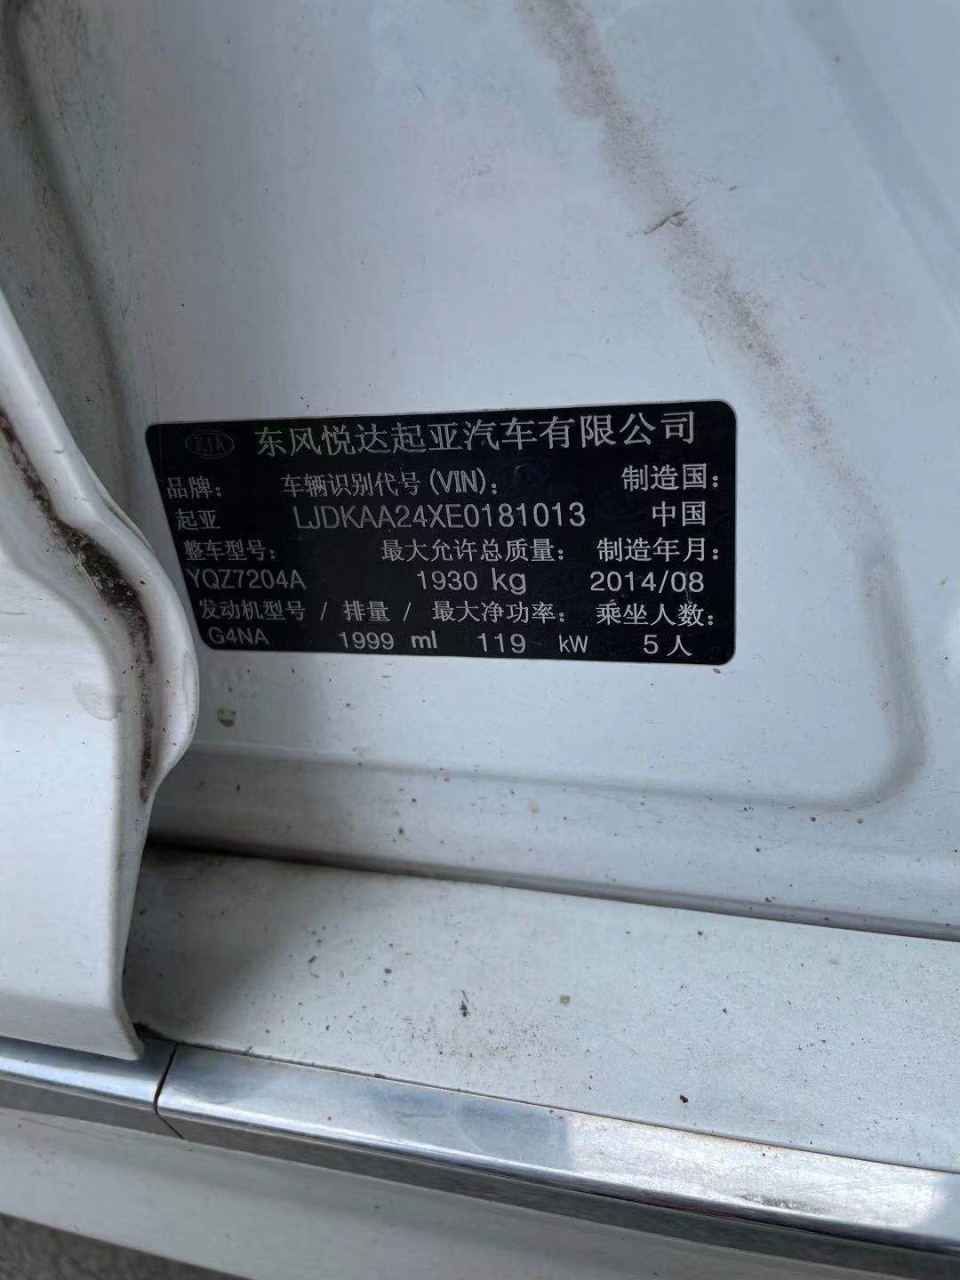 KIA 东风悦达起亚汽车有限公司
品牌: 车辆识别代号(VIN): 制造国:
起亚 LJDKAA24XE0181013 中国
整车型号: 最大允许总质量: 制造年月:
YQZ7204A 1930 kg 2014/08
发动机型号 / 排量 / 最大净功率: 乘坐人数:
G4NA 1999 ml 119 kW 5人